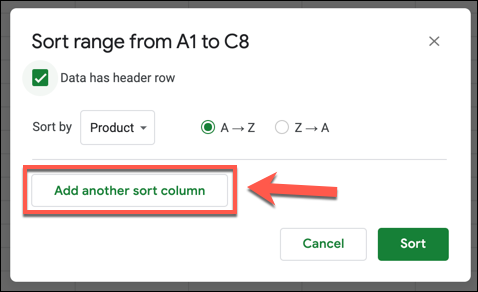 Sort range from A1 to C8
Data has header row
Sort by Product A → Z Z → A
Add another sort column
Cancel Sort